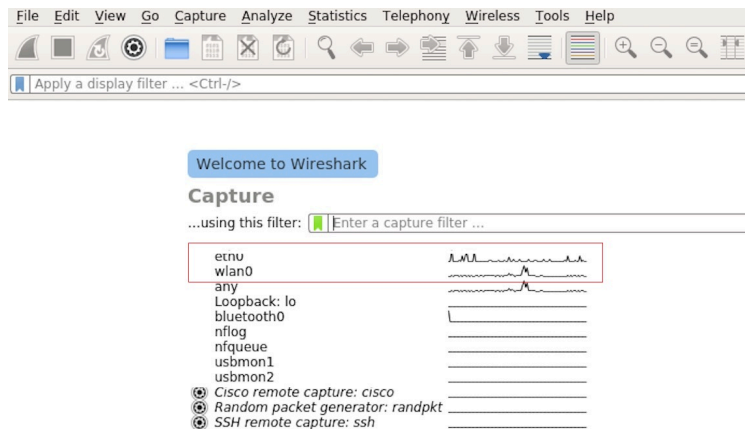 File Edit View Go Capture Analyze Statistics Telephony Wireless Tools Help
Apply a display filter ... <Ctrl-/>
Welcome to Wireshark
Capture
...using this filter: Enter a capture filter ...
eth0
wlan0
any
Loopback: lo
bluetooth0
nflog
nfqueue
usbmon1
usbmon2
Cisco remote capture: cisco
Random packet generator: randpkt
SSH remote capture: ssh